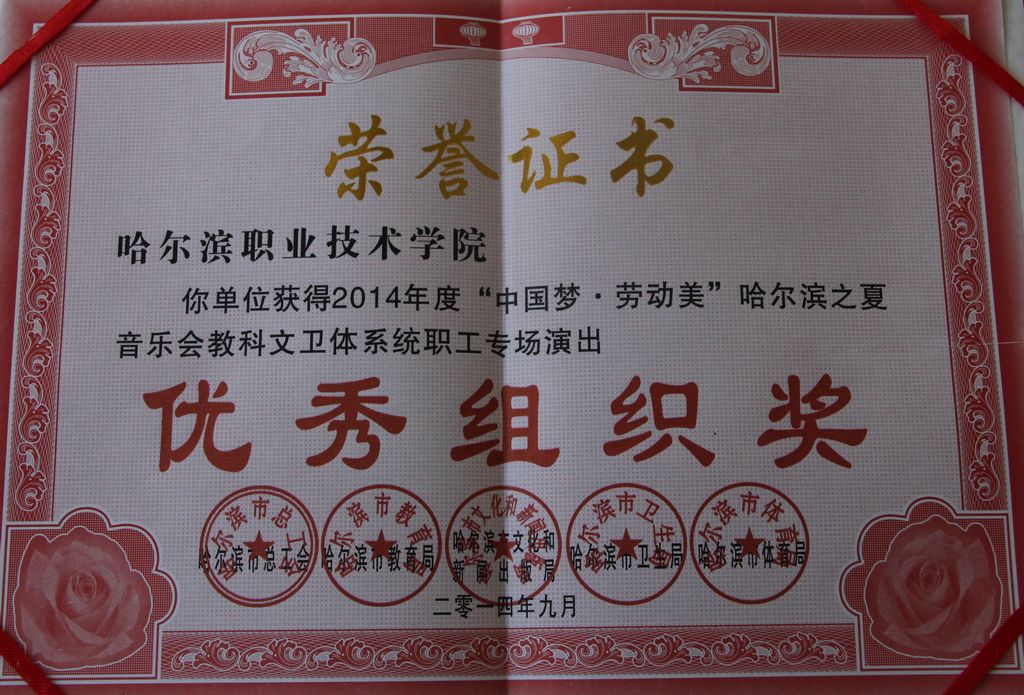 荣誉证书
哈尔滨职业技术学院
你单位获得2014年度“中国梦·劳动美”哈尔滨之夏
音乐会教科文卫体系统职工专场演出
优秀组织奖
哈尔滨市总工会 哈尔滨市教育局 哈尔滨市文化和 哈尔滨市卫生局 哈尔滨市体育局
新闻出版局
二零一四年九月